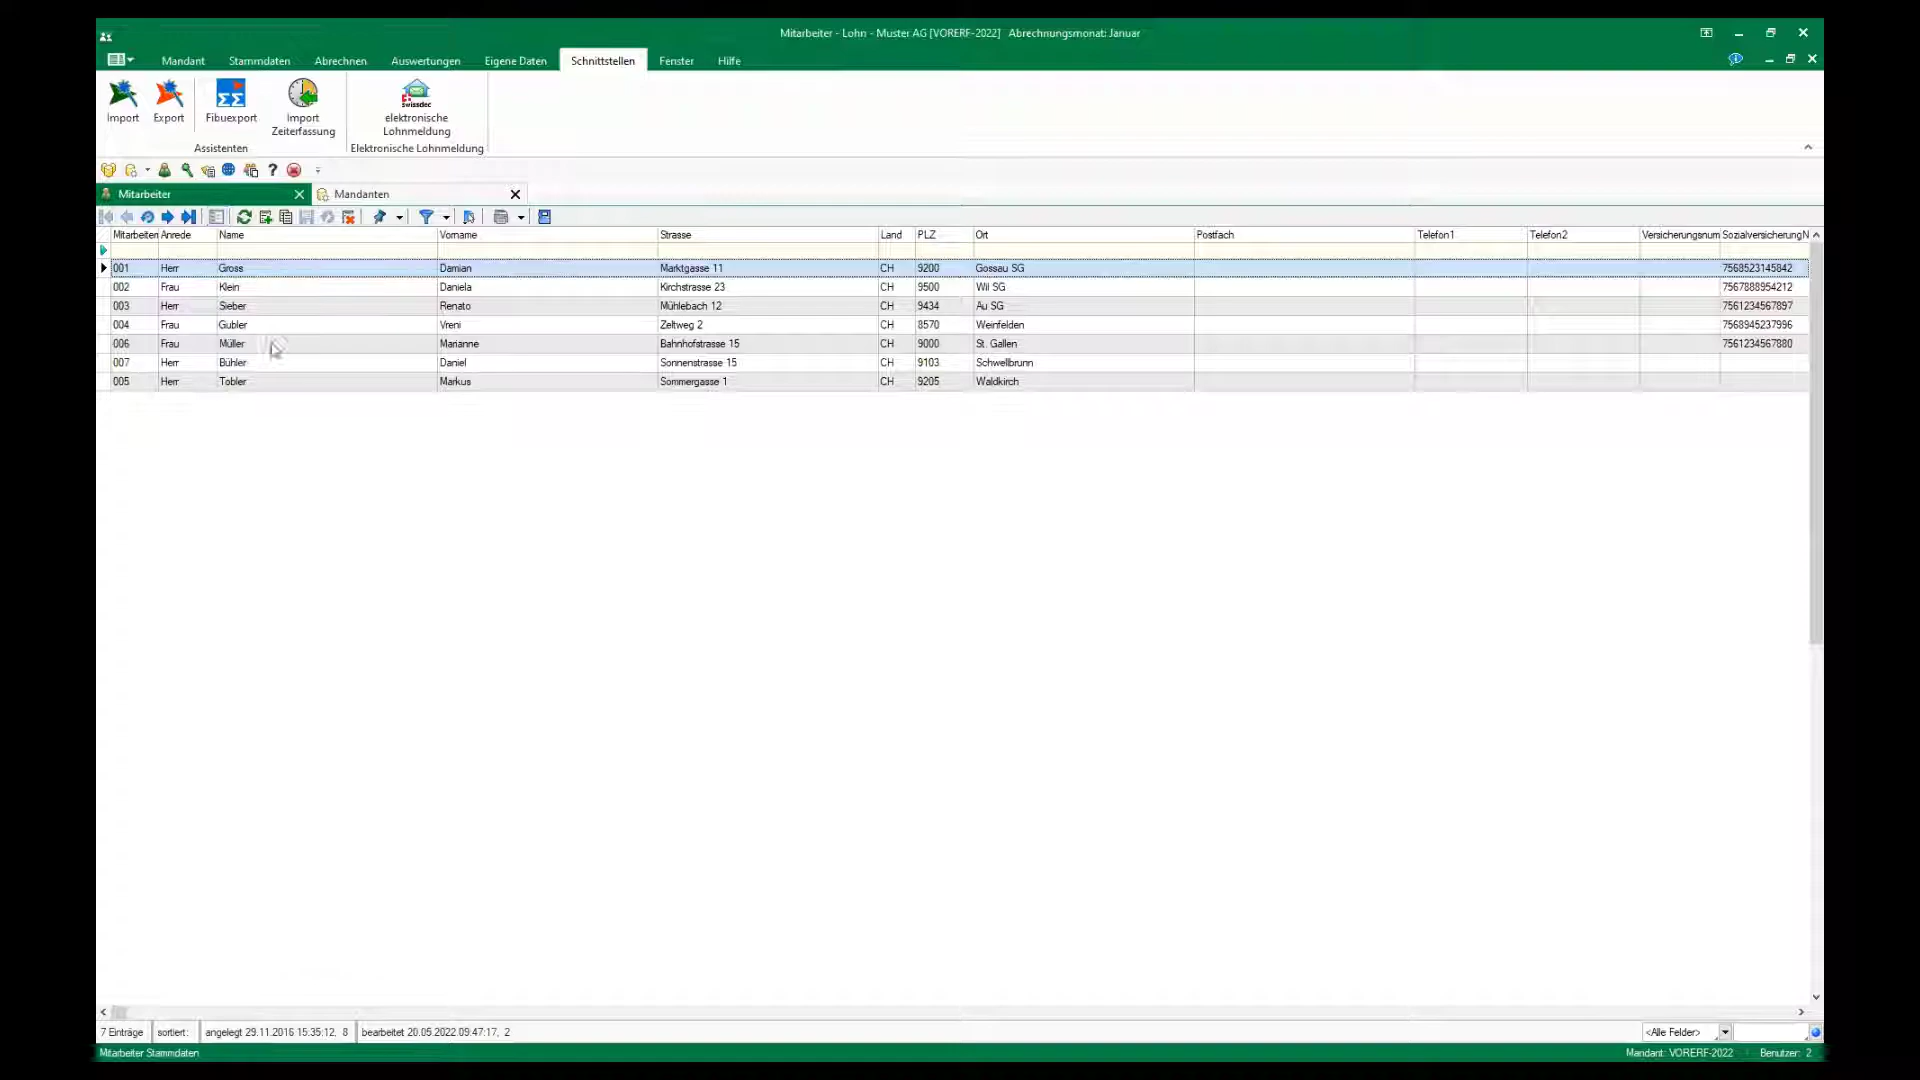 Mitarbeiter - Lohn - Muster AG [VORERF-2022] Abrechnungsmonat: Januar
Mandant Stammdaten Abrechnen Auswertungen Eigene Daten Schnittstellen Fenster Hilfe
Import Export Fibuexport Import Zeiterfassung swissdec elektronische Lohnmeldung
Assistenten Elektronische Lohnmeldung
Mitarbeiter Mandanten
Mitarbeiter Anrede Name Vorname Strasse Land PLZ Ort Postfach Telefon1 Telefon2 Versicherungsnum SozialversicherungN
001 Herr Gross Damian Marktgasse 11 CH 9200 Gossau SG 7568523145842
002 Frau Klein Daniela Kirchstrasse 23 CH 9500 Wil SG 7567888954212
003 Herr Sieber Renato Mühlebach 12 CH 9434 Au SG 7561234567897
004 Frau Gubler Vreni Zeltweg 2 CH 8570 Weinfelden 7568945237996
006 Frau Müller Marianne Bahnhofstrasse 15 CH 9000 St. Gallen 7561234567880
007 Herr Bühler Daniel Sonnenstrasse 15 CH 9103 Schwellbrunn
005 Herr Tobler Markus Sommergasse 1 CH 9205 Waldkirch
7 Einträge sortiert: angelegt 29.11.2016 15:35:12, 8 bearbeitet 20.05.2022 09:47:17, 2 <Alle Felder>
Mitarbeiter Stammdaten Mandant: VORERF-2022 Benutzer: 2